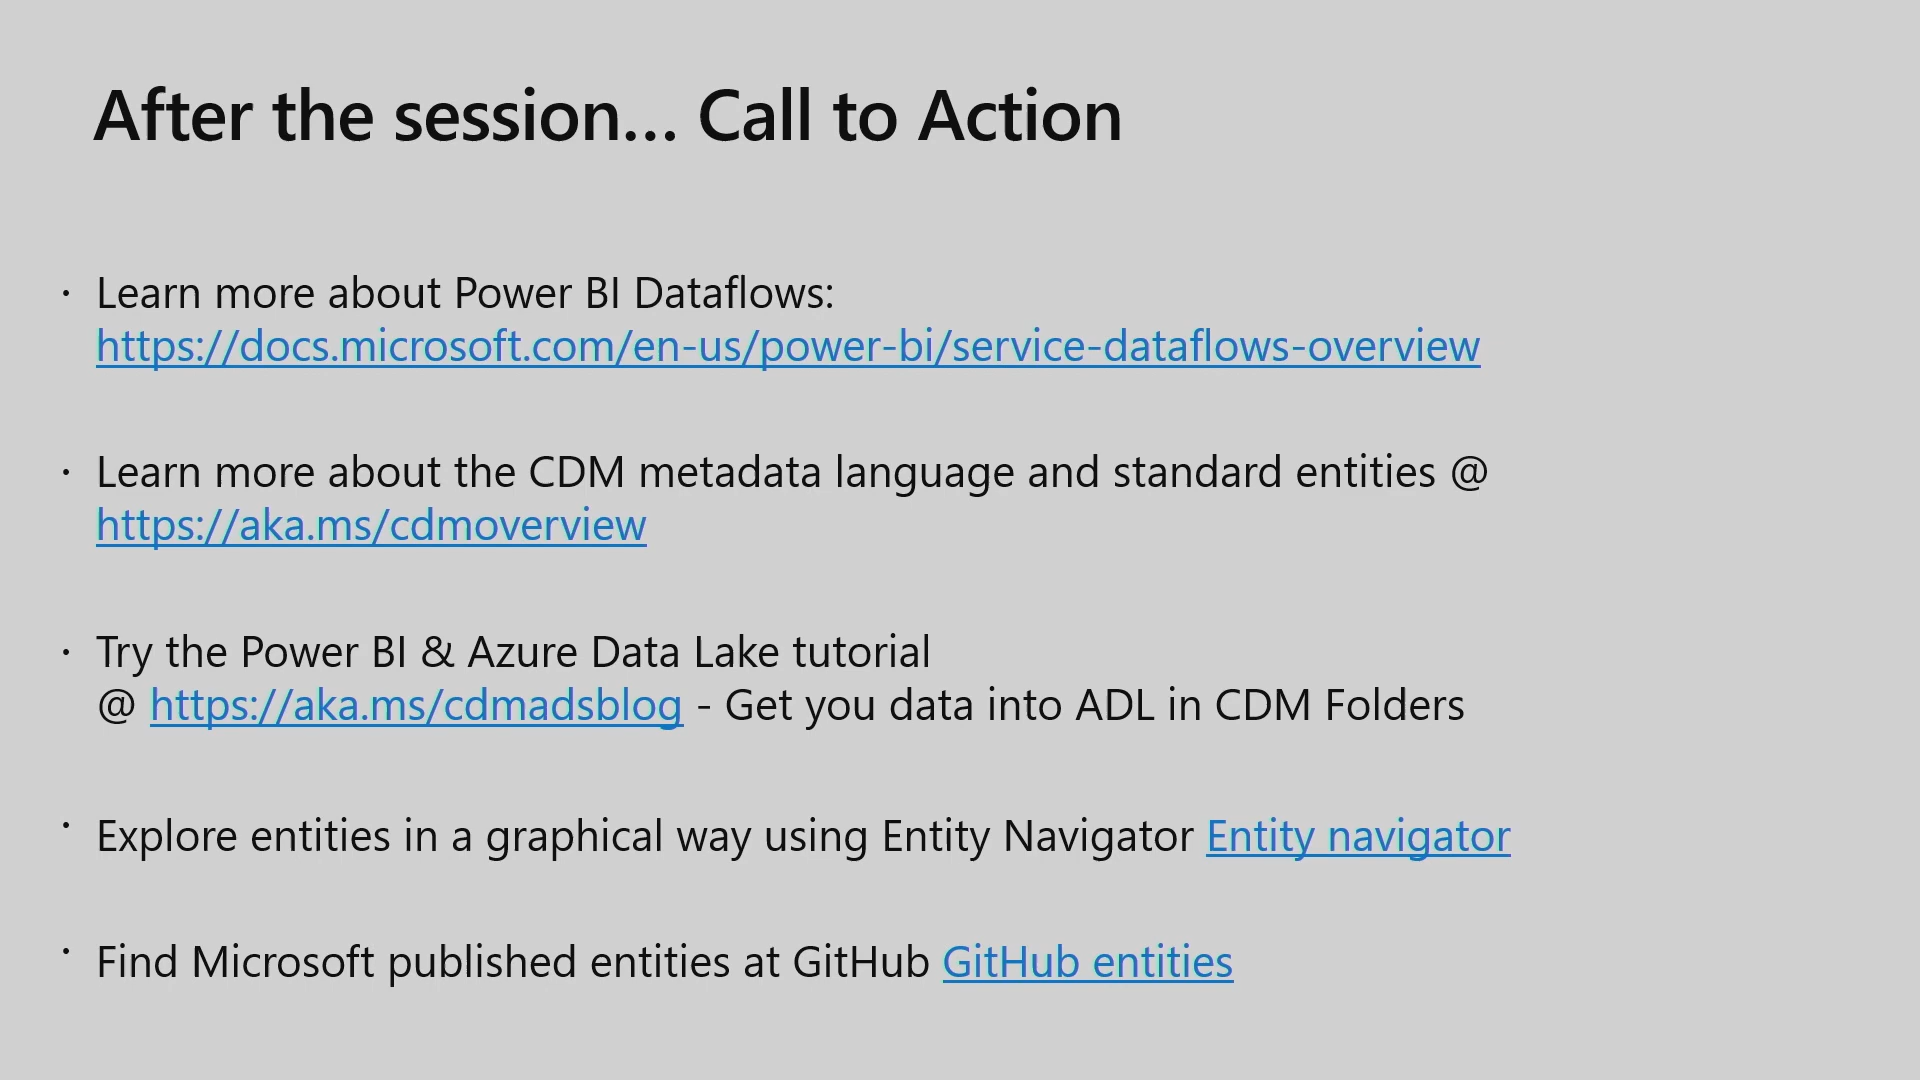 After the session... Call to Action
· Learn more about Power BI Dataflows:
https://docs.microsoft.com/en-us/power-bi/service-dataflows-overview
· Learn more about the CDM metadata language and standard entities @
https://aka.ms/cdmoverview
· Try the Power BI & Azure Data Lake tutorial
@ https://aka.ms/cdmadsblog - Get you data into ADL in CDM Folders
· Explore entities in a graphical way using Entity Navigator Entity navigator
· Find Microsoft published entities at GitHub GitHub entities